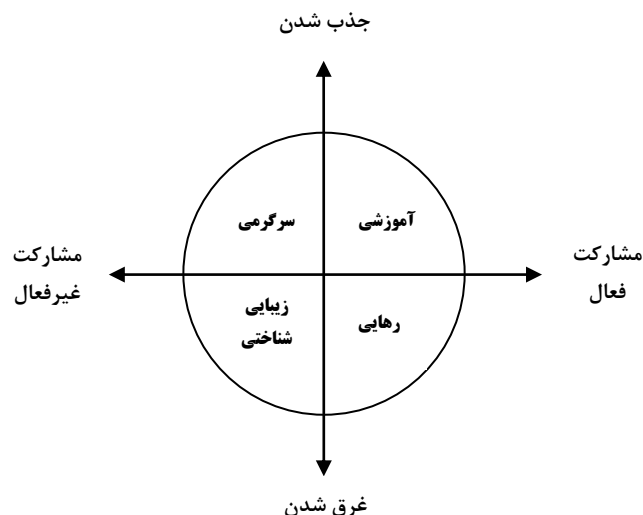 جذب شدن
آموزشی
سرگرمی
مشارکت
فعال
مشارکت
غیرفعال
رهایی
زیبایی
شناختی
غرق شدن